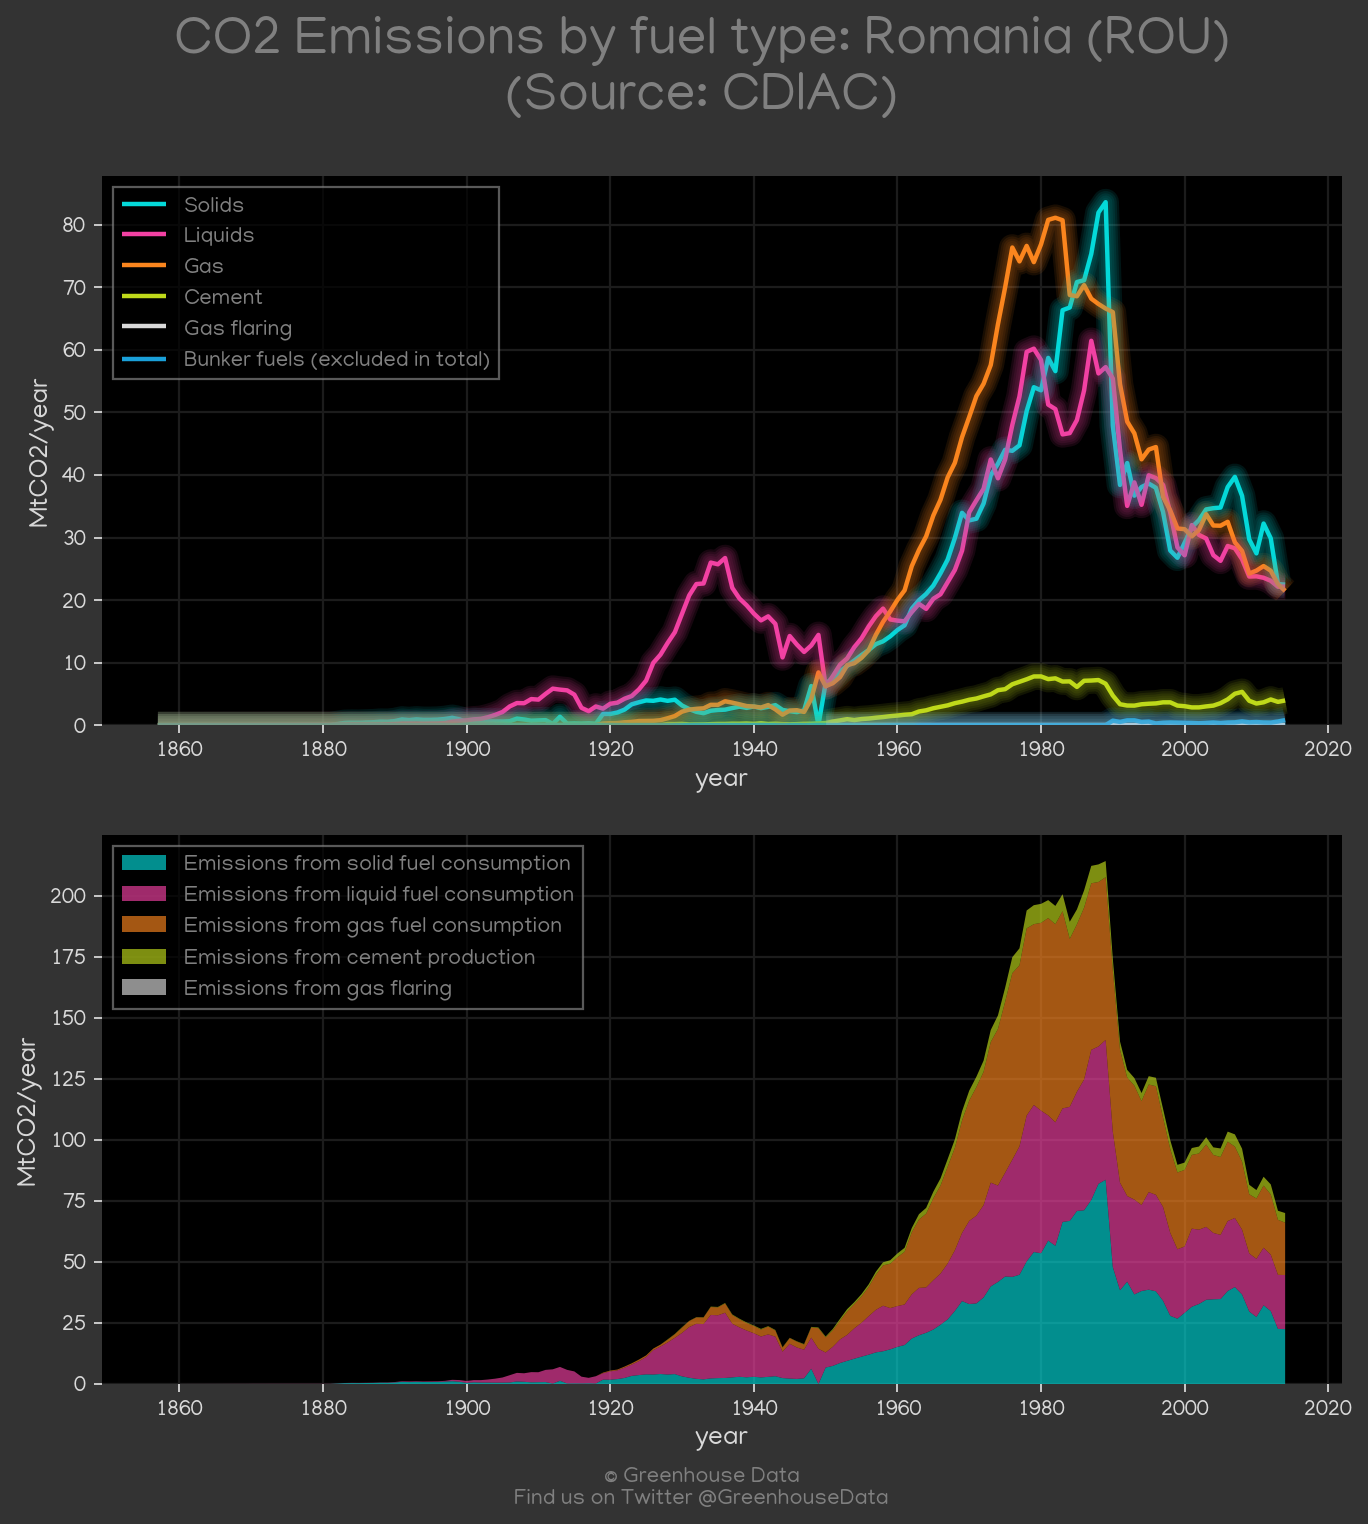 CO2 Emissions by fuel type: Romania (ROU)
(Source: CDIAC)
Solids
Liquids
Gas
Cement
Gas flaring
Bunker fuels (excluded in total)
MtCO2/year
80
70
60
50
40
30
20
10
0
1860 1880 1900 1920 1940 1960 1980 2000 2020
year
Emissions from solid fuel consumption
Emissions from liquid fuel consumption
Emissions from gas fuel consumption
Emissions from cement production
Emissions from gas flaring
MtCO2/year
200
175
150
125
100
75
50
25
0
1860 1880 1900 1920 1940 1960 1980 2000 2020
year
© Greenhouse Data
Find us on Twitter @GreenhouseData